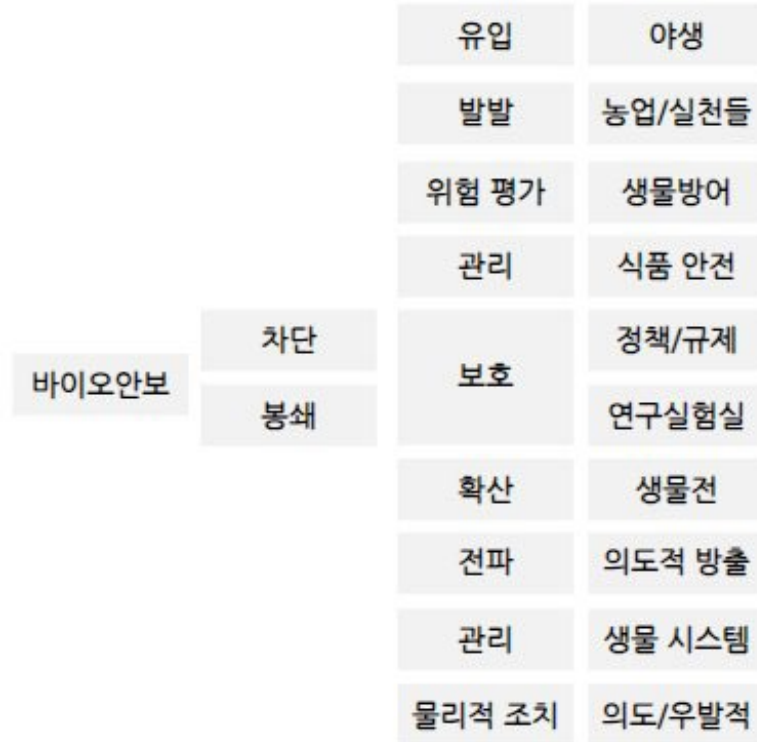 유입 야생
발발 농업/실천들
위험 평가 생물방어
관리 식품 안전
차단 정책/규제
바이오안보 보호
봉쇄 연구실험실
확산 생물전
전파 의도적 방출
관리 생물 시스템
물리적 조치 의도/우발적